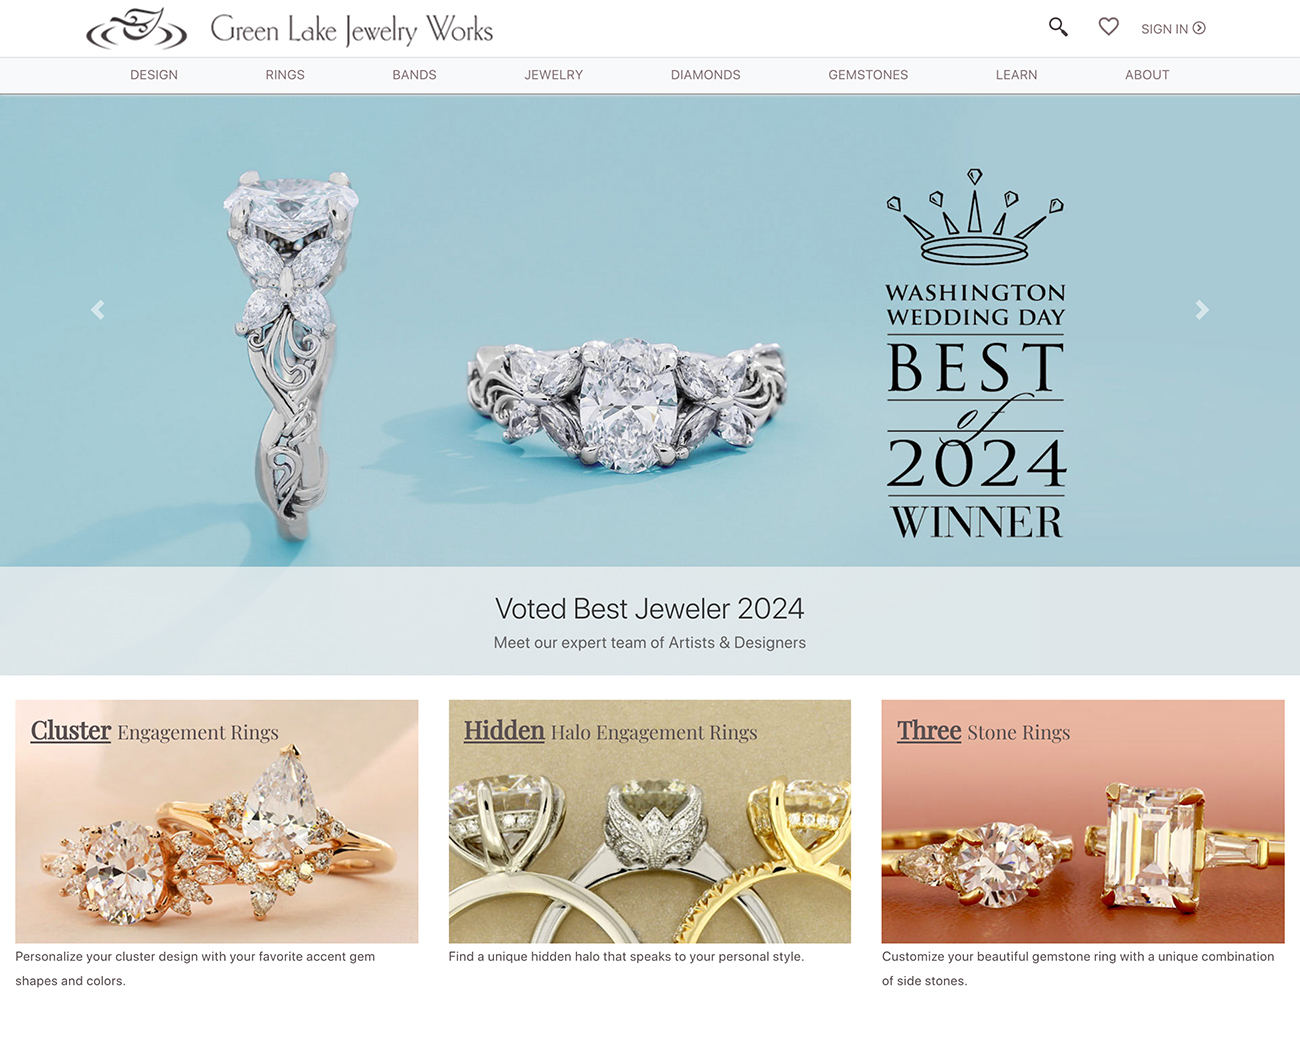 Green Lake Jewelry Works
SIGN IN
DESIGN RINGS BANDS JEWELRY DIAMONDS GEMSTONES LEARN ABOUT
WASHINGTON
WEDDING DAY
BEST
of
2024
WINNER
Voted Best Jeweler 2024
Meet our expert team of Artists & Designers
Cluster Engagement Rings
Personalize your cluster design with your favorite accent gem
shapes and colors.
Hidden Halo Engagement Rings
Find a unique hidden halo that speaks to your personal style.
Three Stone Rings
Customize your beautiful gemstone ring with a unique combination
of side stones.